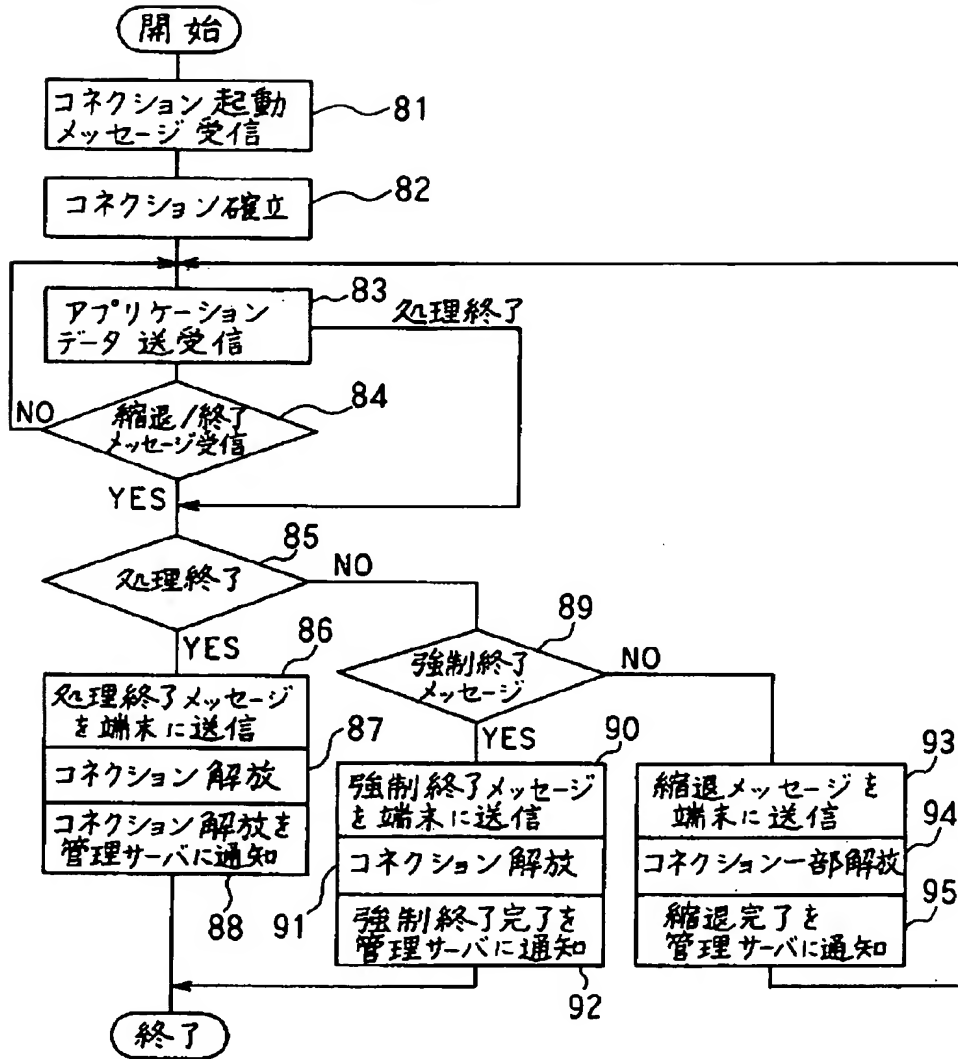 開始
コネクション起動
メッセージ受信
81
コネクション確立
82
アプリケーション
データ送受信
83
処理終了
縮退/終了
メッセージ受信
84
NO
YES
処理終了
85
NO
YES
処理終了メッセージ
を端末に送信
86
コネクション解放
87
コネクション解放を
管理サーバに通知
88
強制終了
メッセージ
89
NO
YES
強制終了メッセージ
を端末に送信
90
コネクション解放
91
強制終了完了を
管理サーバに通知
92
縮退メッセージを
端末に送信
93
コネクション一部解放
94
縮退完了を
管理サーバに通知
95
終了